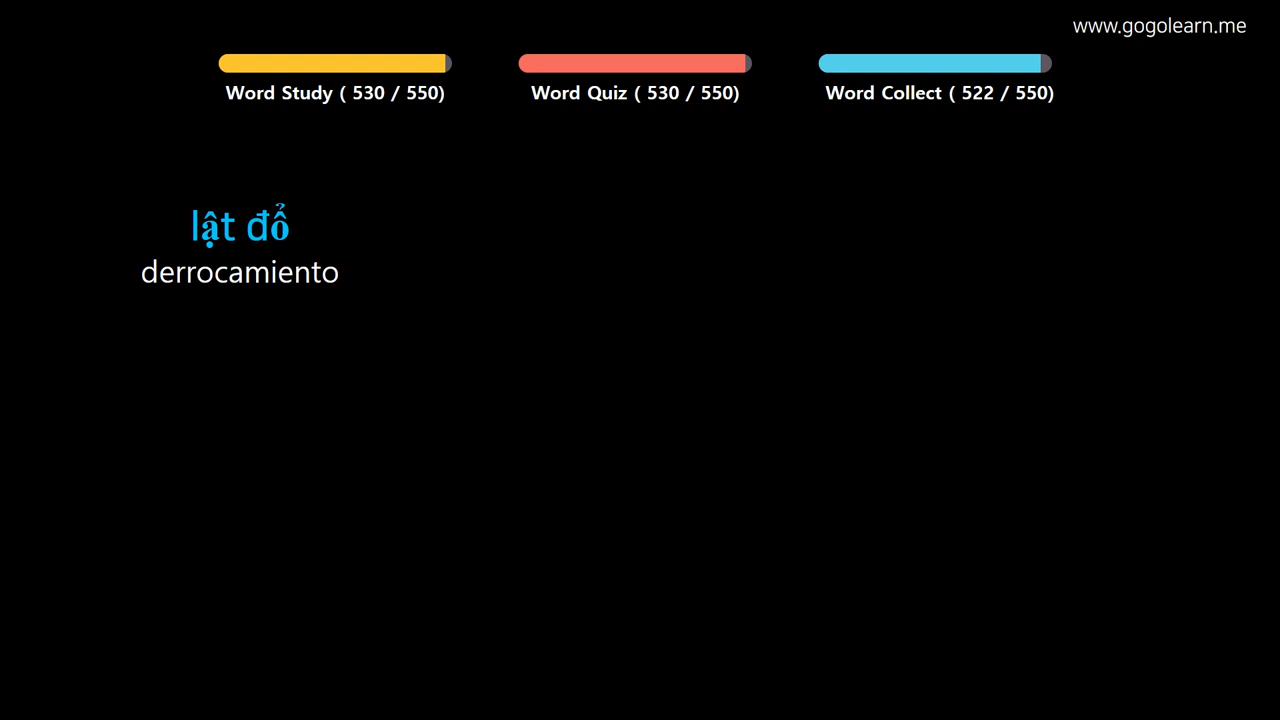 www.gogolearn.me
Word Study ( 530 / 550)
Word Quiz ( 530 / 550)
Word Collect ( 522 / 550)
lật đổ
derrocamiento